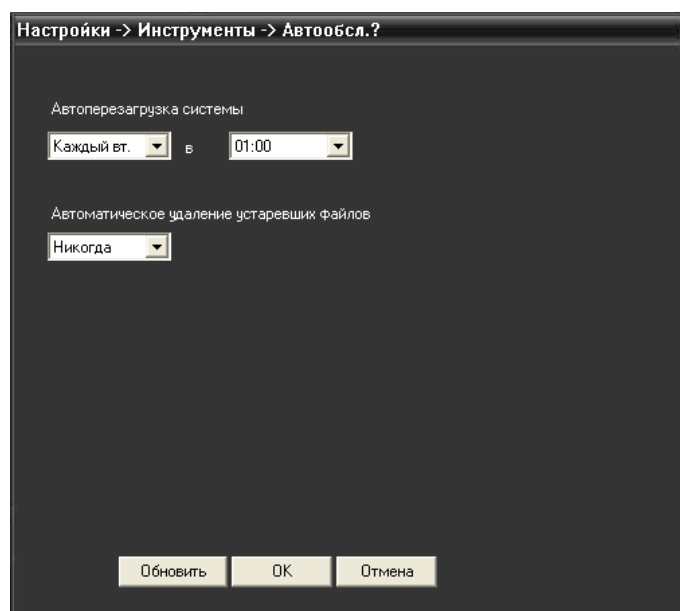 Настройки -> Инструменты -> Автообсл.?
Автоперезагрузка системы
Каждый вт. в 01:00
Автоматическое удаление устаревших файлов
Никогда
Обновить OK Отмена